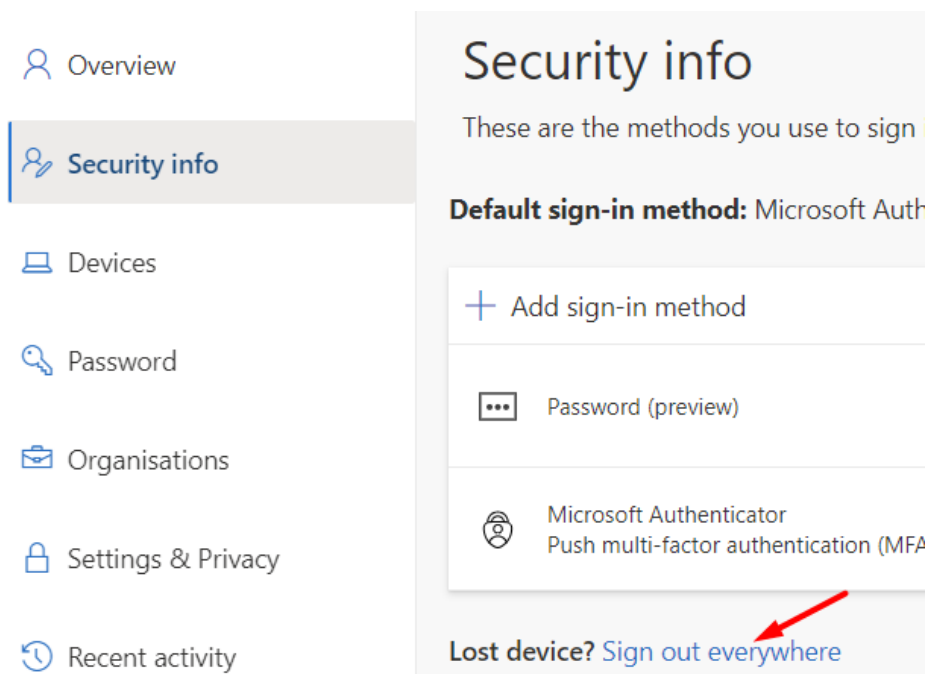 Overview
Security info
Devices
Password
Organisations
Settings & Privacy
Recent activity
Security info
These are the methods you use to sign
Default sign-in method: Microsoft Auth
Add sign-in method
Password (preview)
Microsoft Authenticator
Push multi-factor authentication (MFA
Lost device? Sign out everywhere